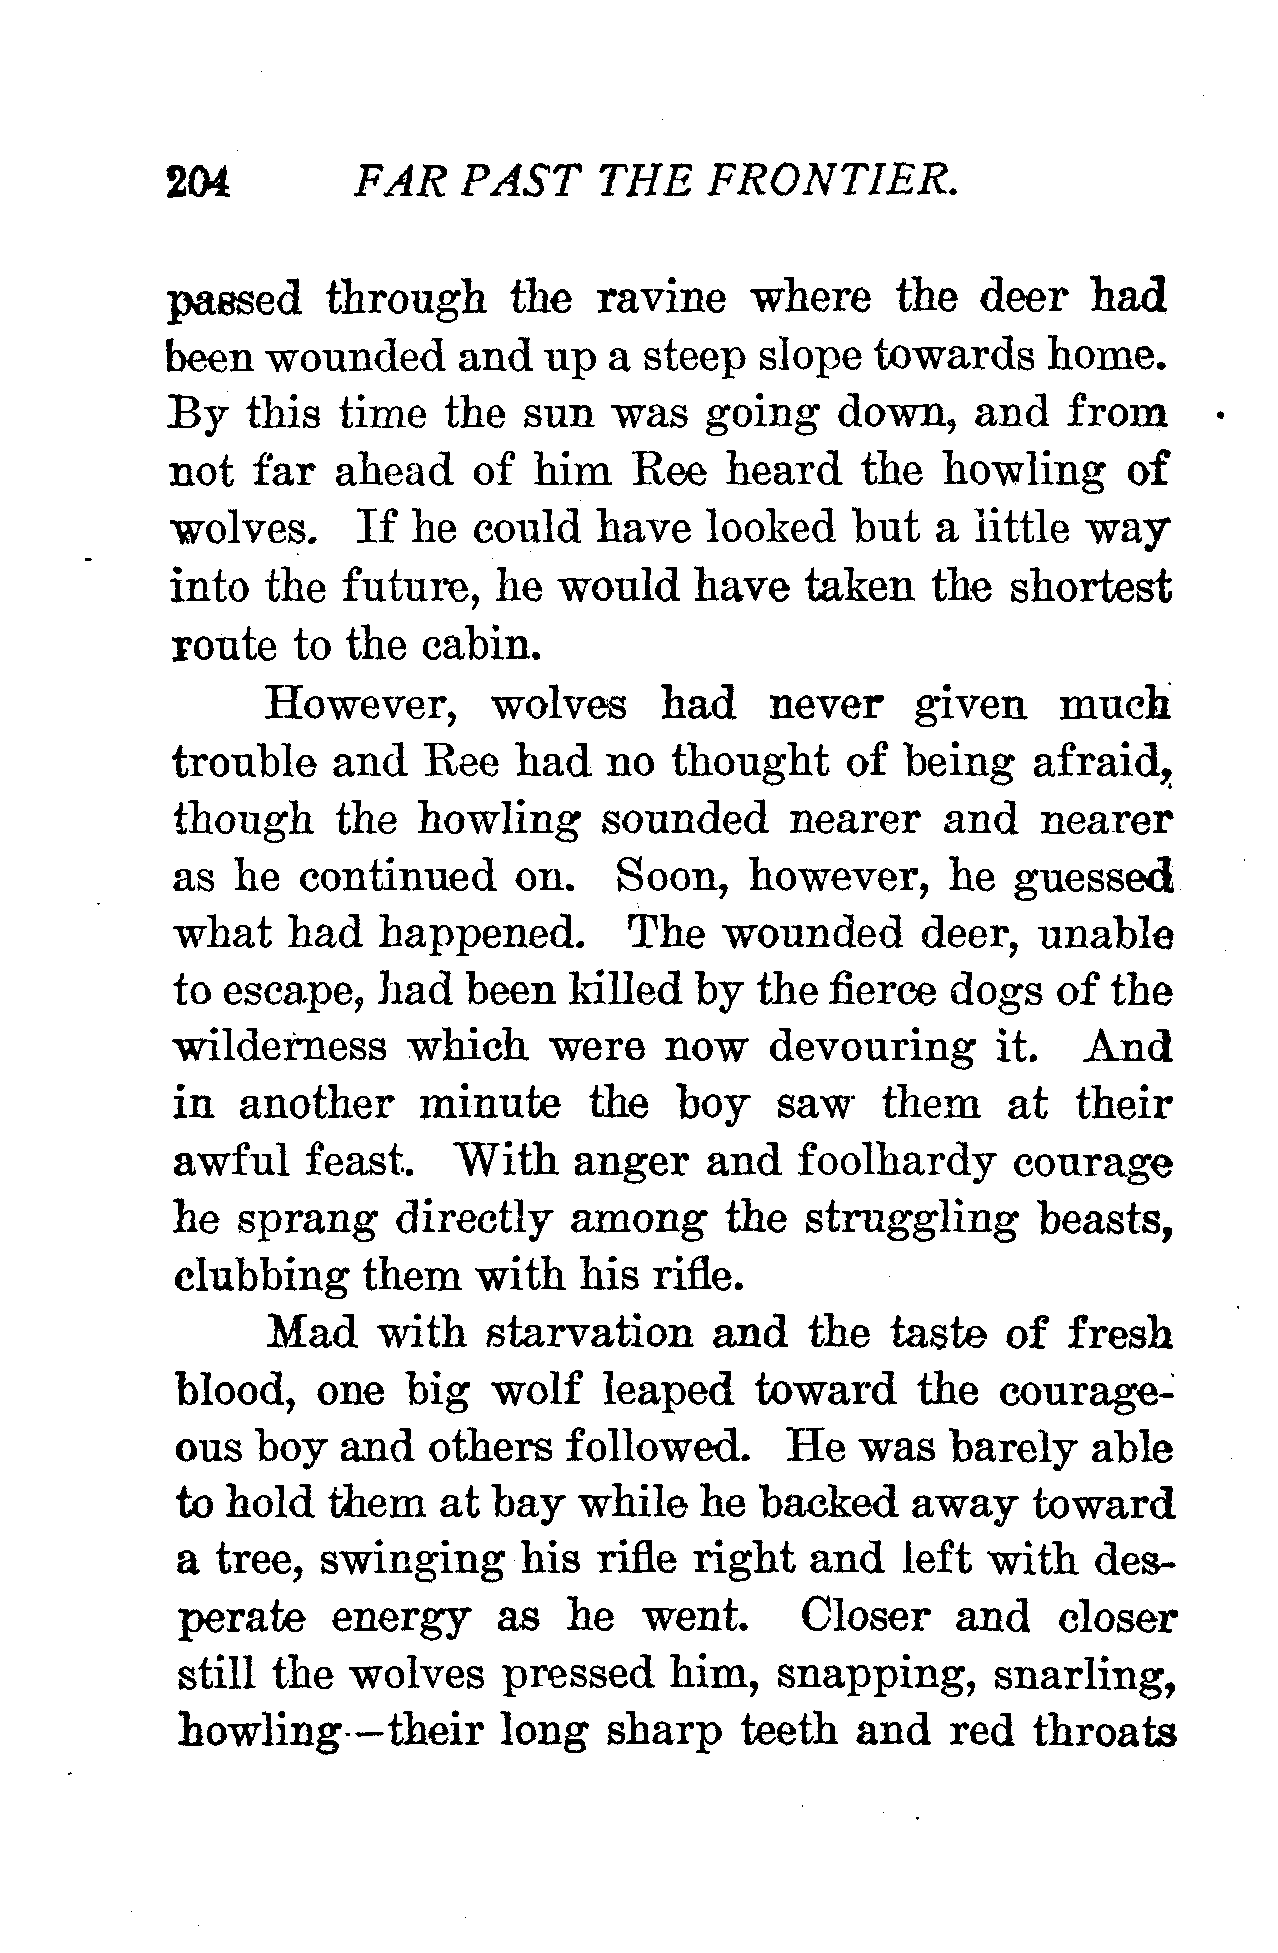 204 FAR PAST THE FRONTIER.
passed through the ravine where the deer had
been wounded and up a steep slope towards home.
By this time the sun was going down, and from
not far ahead of him Ree heard the howling of
wolves. If he could have looked but a little way
into the future, he would have taken the shortest
route to the cabin.
However, wolves had never given much
trouble and Ree had no thought of being afraid,
though the howling sounded nearer and nearer
as he continued on. Soon, however, he guessed
what had happened. The wounded deer, unable
to escape, had been killed by the fierce dogs of the
wilderness which were now devouring it. And
in another minute the boy saw them at their
awful feast. With anger and foolhardy courage
he sprang directly among the struggling beasts,
clubbing them with his rifle.
Mad with starvation and the taste of fresh
blood, one big wolf leaped toward the courage-
ous boy and others followed. He was barely able
to hold them at bay while he backed away toward
a tree, swinging his rifle right and left with des-
perate energy as he went. Closer and closer
still the wolves pressed him, snapping, snarling,
howling—their long sharp teeth and red throats